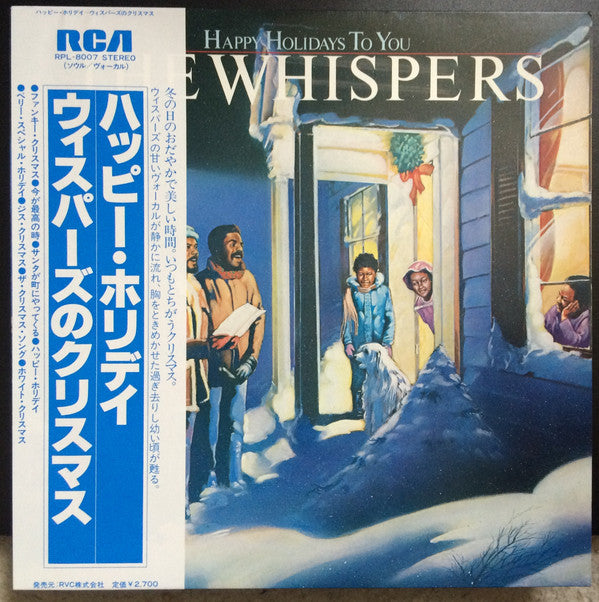 ハッピー・ホリデイ ウィスパーズのクリスマス
RCA
RPL-8007 STEREO
(ソウル/ヴォーカル)
ハッピー・ホリデイ
ウィスパーズのクリスマス
冬の日のおだやかで美しい時間。いつもとちがうクリスマス。
ウィスパーズの甘いヴォーカルが静かに流れ、胸をときめかせた過ぎ去りし幼い頃が甦る。
●ファンキー・クリスマス●今が最高の時●サンタが町にやってくる●ハッピー・ホリデイ
●ベリー・スペシャル・ホリデイ●ジス・クリスマス●ザ・クリスマス・ソング●ホワイト・クリスマス
発売元/RVC株式会社 定価¥2,700
HAPPY HOLIDAYS TO YOU
E WHISPERS